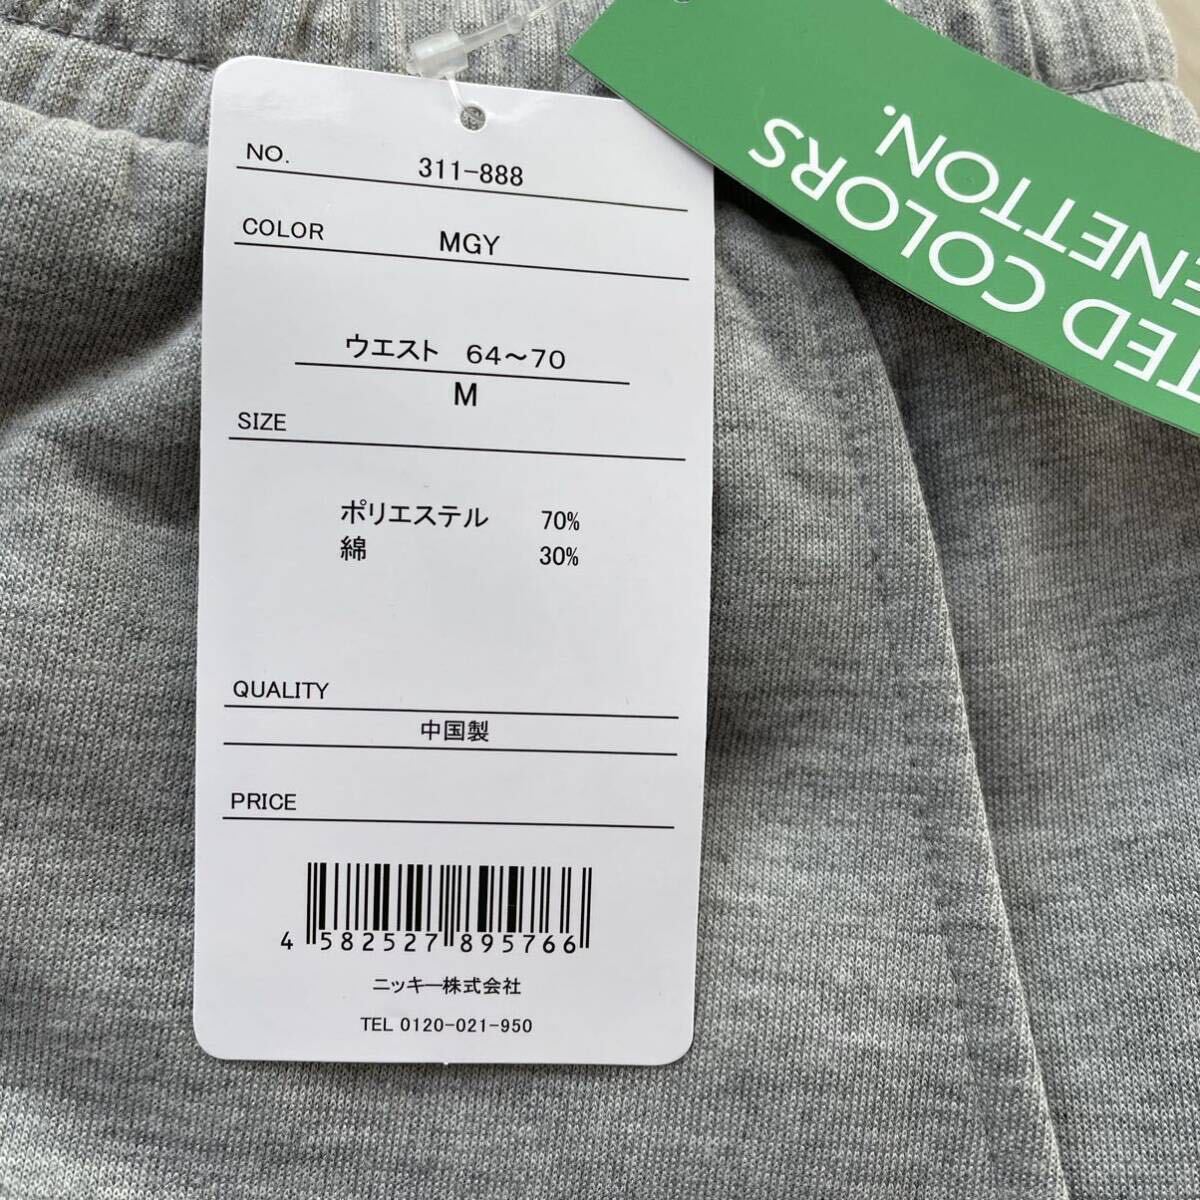 NO. 311-888
COLOR MGY
ウエスト 64～70
M
SIZE
ポリエステル 70%
綿 30%
QUALITY
中国製
PRICE
4 582527 895766
ニッキー株式会社
TEL 0120-021-950
TED COLORS
ENETTON.